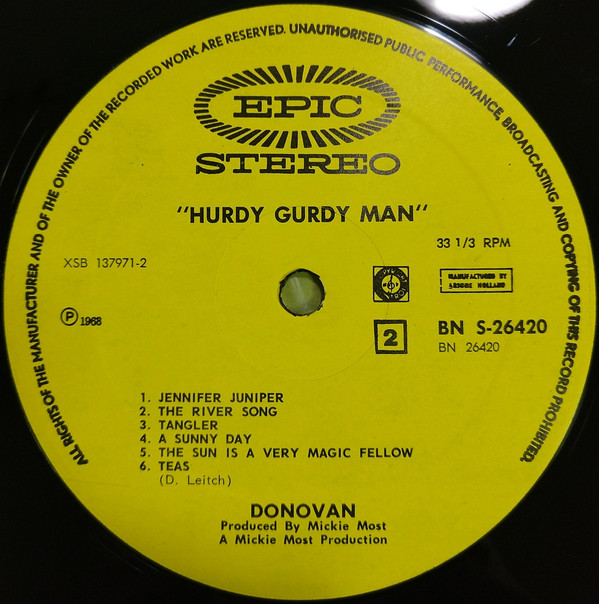 ALL RIGHTS OF THE MANUFACTURER AND OF THE OWNER OF THE RECORDED WORK ARE RESERVED. UNAUTHORISED PUBLIC PERFORMANCE, BROADCASTING AND COPYING OF THIS RECORD PROHIBITED.
EPIC
STEREO
"HURDY GURDY MAN"
33 1/3 RPM
XSB 137971-2
MANUFACTURED BY
ARTONE HOLLAND
Ⓟ 1968
2
BN S-26420
BN 26420
1. JENNIFER JUNIPER
2. THE RIVER SONG
3. TANGLER
4. A SUNNY DAY
5. THE SUN IS A VERY MAGIC FELLOW
6. TEAS
(D. Leitch)
DONOVAN
Produced By Mickie Most
A Mickie Most Production